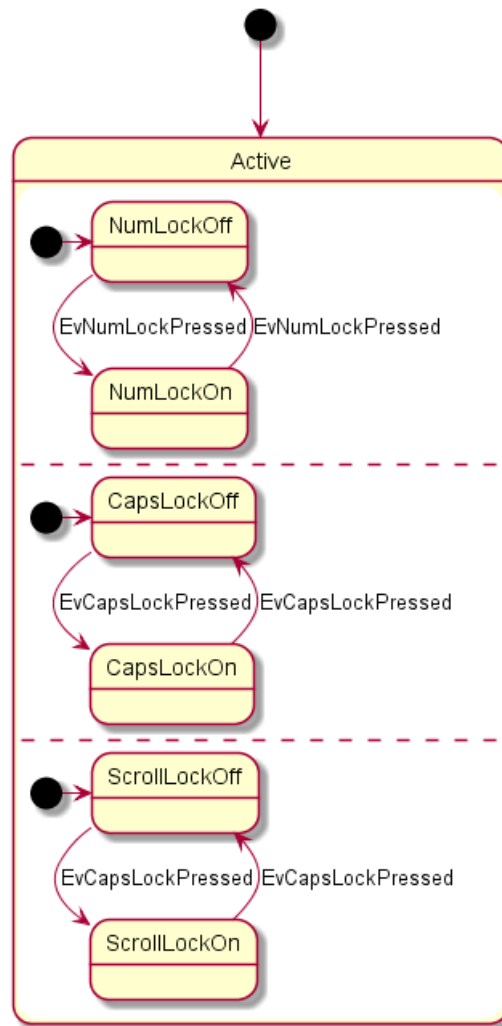 Active
NumLockOff
EvNumLockPressed EvNumLockPressed
NumLockOn
CapsLockOff
EvCapsLockPressed EvCapsLockPressed
CapsLockOn
ScrollLockOff
EvCapsLockPressed EvCapsLockPressed
ScrollLockOn